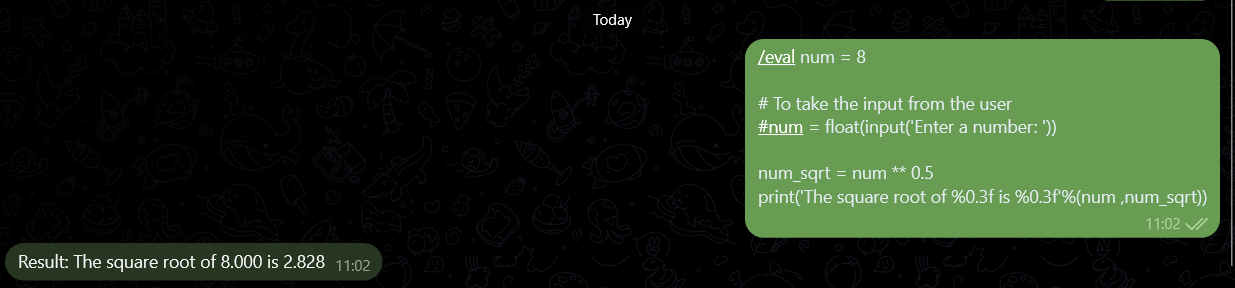 Today
/eval num = 8
# To take the input from the user
#num = float(input('Enter a number: '))
num_sqrt = num ** 0.5
print('The square root of %0.3f is %0.3f'%(num ,num_sqrt))
11:02
Result: The square root of 8.000 is 2.828 11:02